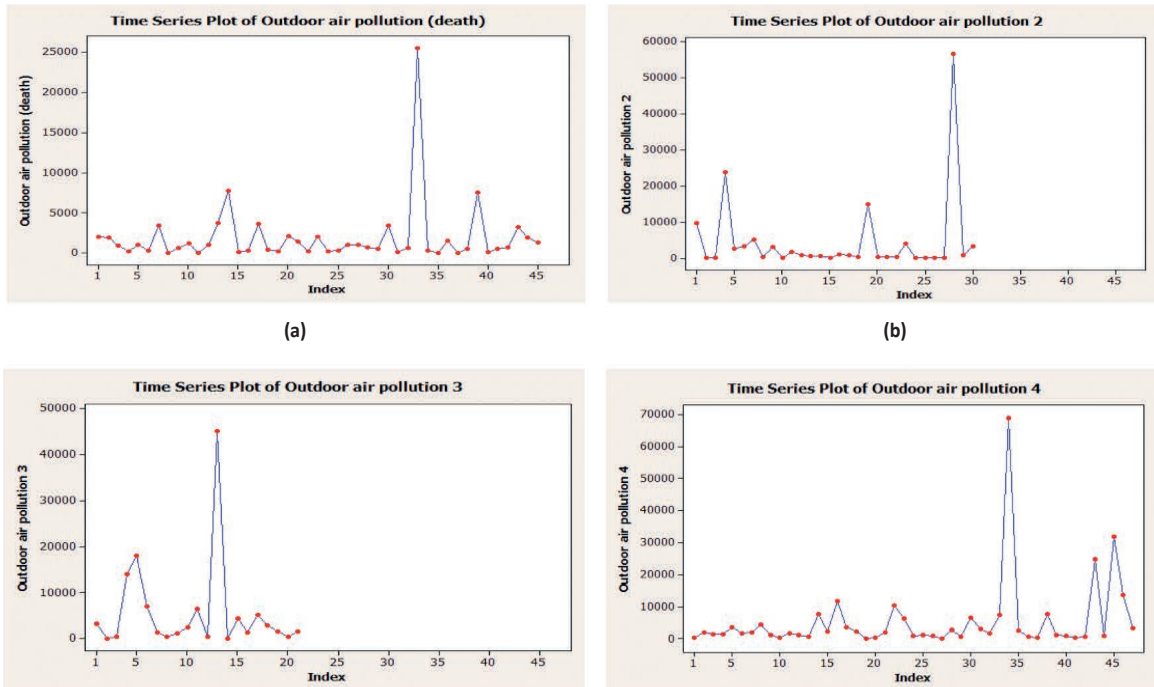 Time Series Plot of Outdoor air pollution (death)
Outdoor air pollution (death)
25000
20000
15000
10000
5000
0
1 5 10 15 20 25 30 35 40 45
Index
(a)
Time Series Plot of Outdoor air pollution 2
Outdoor air pollution 2
60000
50000
40000
30000
20000
10000
0
1 5 10 15 20 25 30 35 40 45
Index
(b)
Time Series Plot of Outdoor air pollution 3
Outdoor air pollution 3
50000
40000
30000
20000
10000
0
1 5 10 15 20 25 30 35 40 45
Index
Time Series Plot of Outdoor air pollution 4
Outdoor air pollution 4
70000
60000
50000
40000
30000
20000
10000
0
1 5 10 15 20 25 30 35 40 45
Index